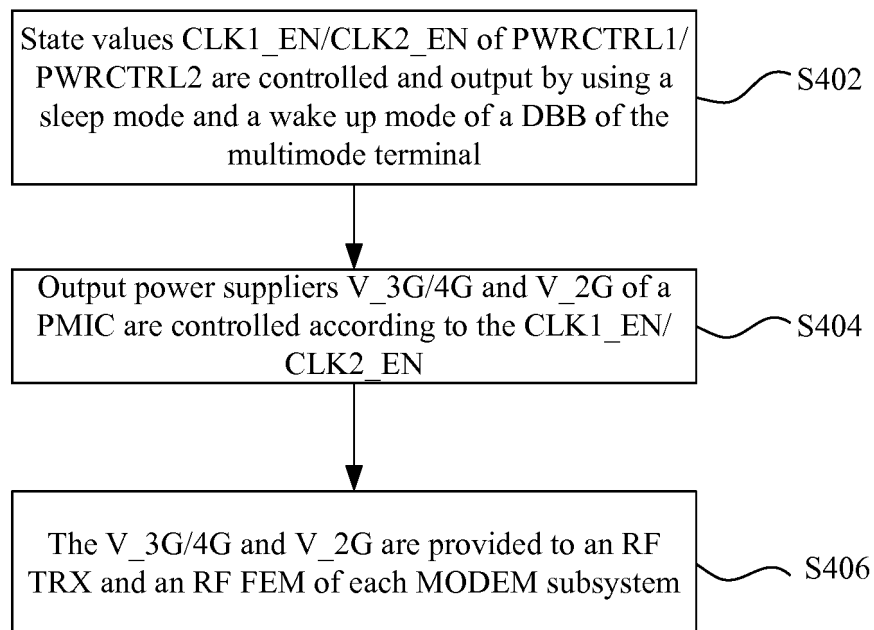 State values CLK1_EN/CLK2_EN of PWRCTRL1/
PWRCTRL2 are controlled and output by using a
sleep mode and a wake up mode of a DBB of the
multimode terminal
S402
Output power suppliers V_3G/4G and V_2G of a
PMIC are controlled according to the CLK1_EN/
CLK2_EN
S404
The V_3G/4G and V_2G are provided to an RF
TRX and an RF FEM of each MODEM subsystem
S406